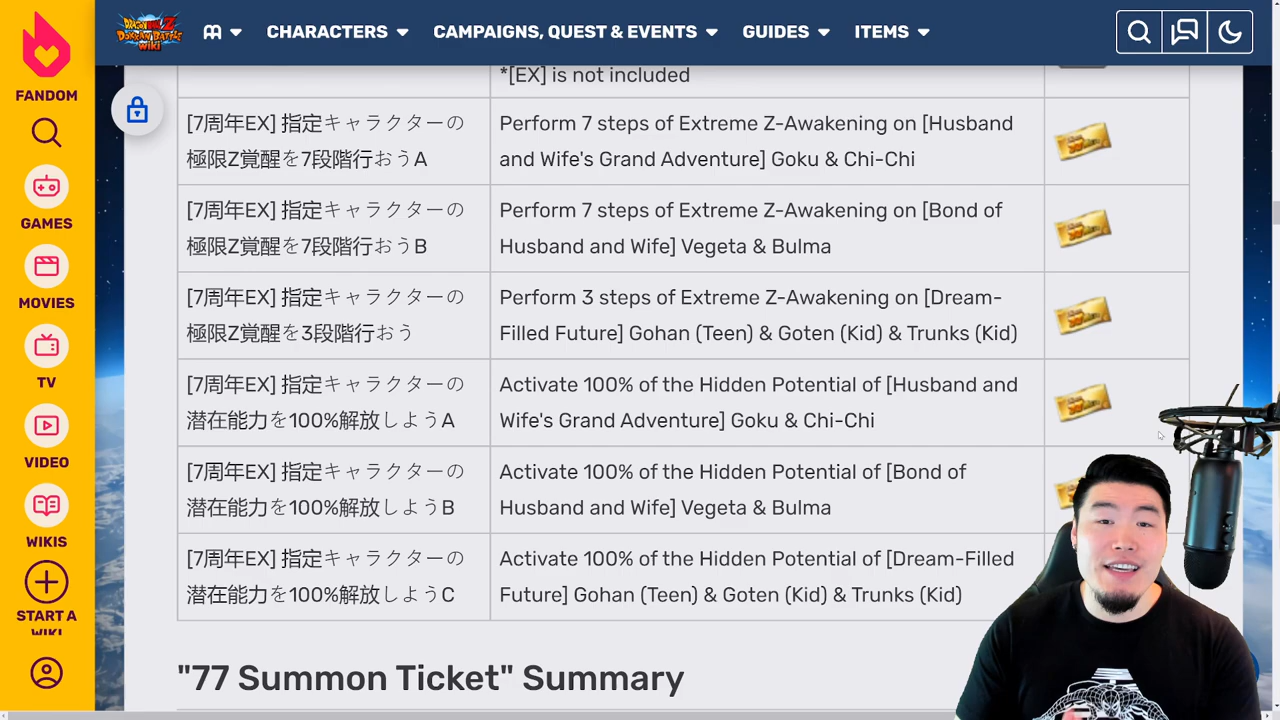 DRAGON BALL Z
DOKKAN BATTLE
WIKI
CHARACTERS
CAMPAIGNS, QUEST & EVENTS
GUIDES
ITEMS
FANDOM
GAMES
MOVIES
TV
VIDEO
WIKIS
START A
WIKI
*[EX] is not included
[7周年EX] 指定キャラクターの
極限Z覚醒を7段階行おうA
Perform 7 steps of Extreme Z-Awakening on [Husband
and Wife's Grand Adventure] Goku & Chi-Chi
[7周年EX] 指定キャラクターの
極限Z覚醒を7段階行おうB
Perform 7 steps of Extreme Z-Awakening on [Bond of
Husband and Wife] Vegeta & Bulma
[7周年EX] 指定キャラクターの
極限Z覚醒を3段階行おう
Perform 3 steps of Extreme Z-Awakening on [Dream-
Filled Future] Gohan (Teen) & Goten (Kid) & Trunks (Kid)
[7周年EX] 指定キャラクターの
潜在能力を100%解放しようA
Activate 100% of the Hidden Potential of [Husband and
Wife's Grand Adventure] Goku & Chi-Chi
[7周年EX] 指定キャラクターの
潜在能力を100%解放しようB
Activate 100% of the Hidden Potential of [Bond of
Husband and Wife] Vegeta & Bulma
[7周年EX] 指定キャラクターの
潜在能力を100%解放しようC
Activate 100% of the Hidden Potential of [Dream-Filled
Future] Gohan (Teen) & Goten (Kid) & Trunks (Kid)
"77 Summon Ticket" Summary